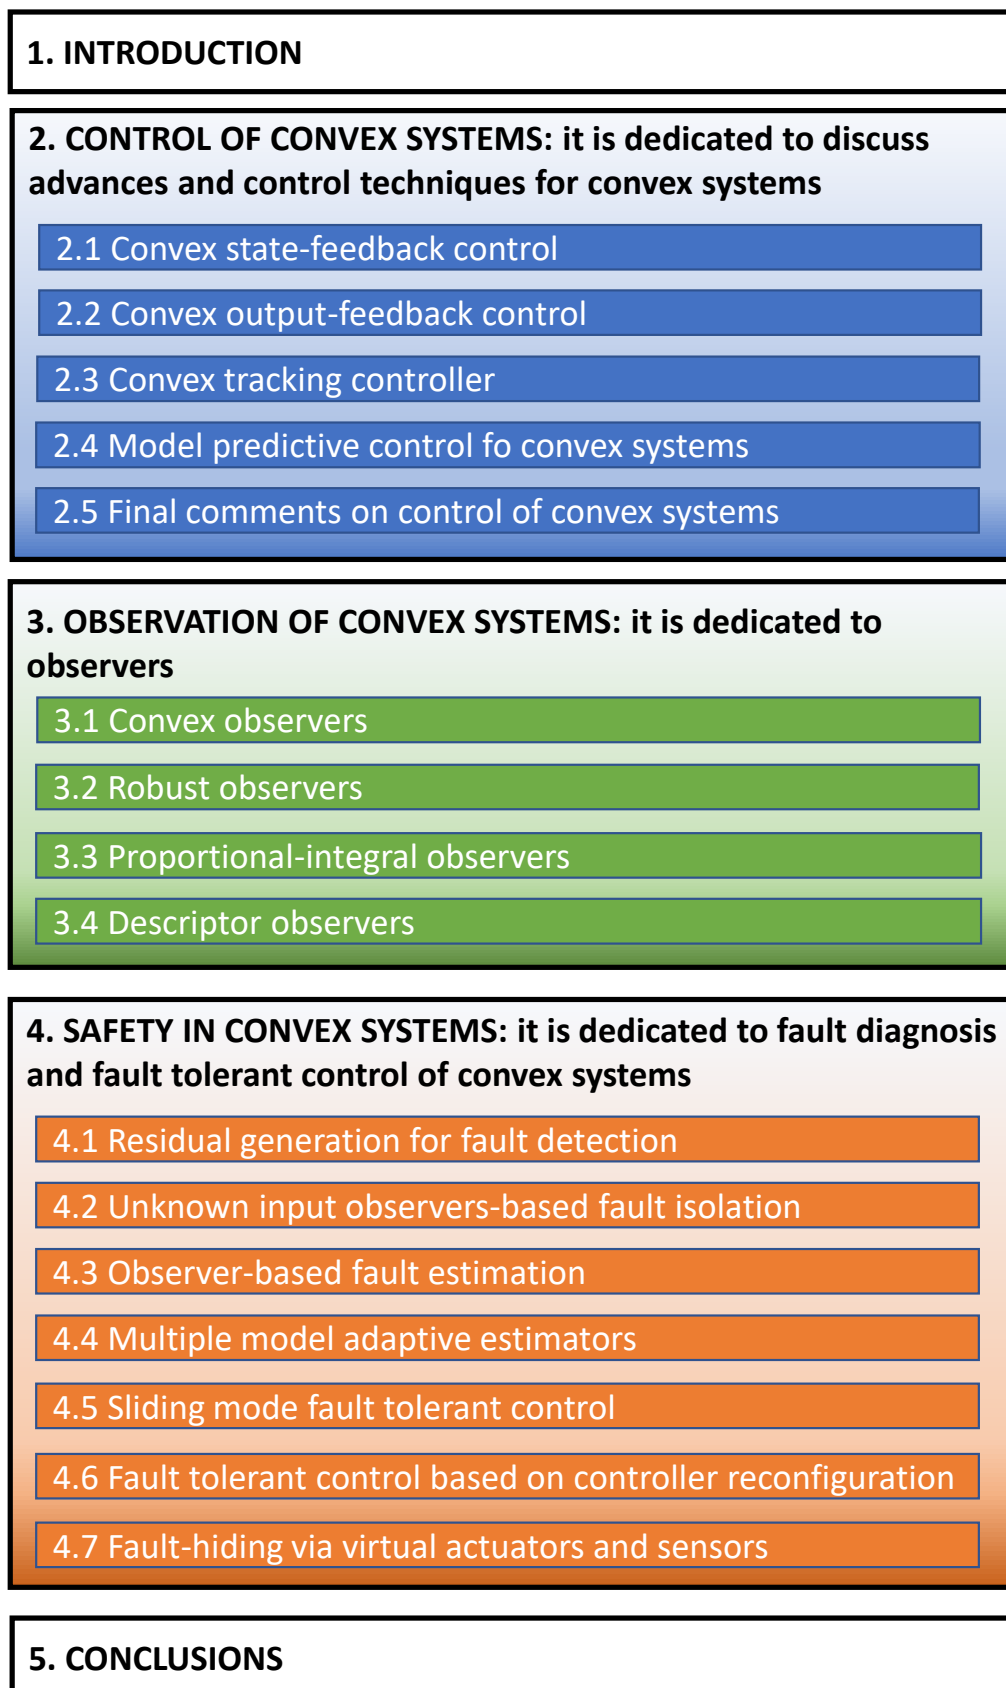 1. INTRODUCTION
2. CONTROL OF CONVEX SYSTEMS: it is dedicated to discuss
advances and control techniques for convex systems
2.1 Convex state-feedback control
2.2 Convex output-feedback control
2.3 Convex tracking controller
2.4 Model predictive control fo convex systems
2.5 Final comments on control of convex systems
3. OBSERVATION OF CONVEX SYSTEMS: it is dedicated to
observers
3.1 Convex observers
3.2 Robust observers
3.3 Proportional-integral observers
3.4 Descriptor observers
4. SAFETY IN CONVEX SYSTEMS: it is dedicated to fault diagnosis
and fault tolerant control of convex systems
4.1 Residual generation for fault detection
4.2 Unknown input observers-based fault isolation
4.3 Observer-based fault estimation
4.4 Multiple model adaptive estimators
4.5 Sliding mode fault tolerant control
4.6 Fault tolerant control based on controller reconfiguration
4.7 Fault-hiding via virtual actuators and sensors
5. CONCLUSIONS